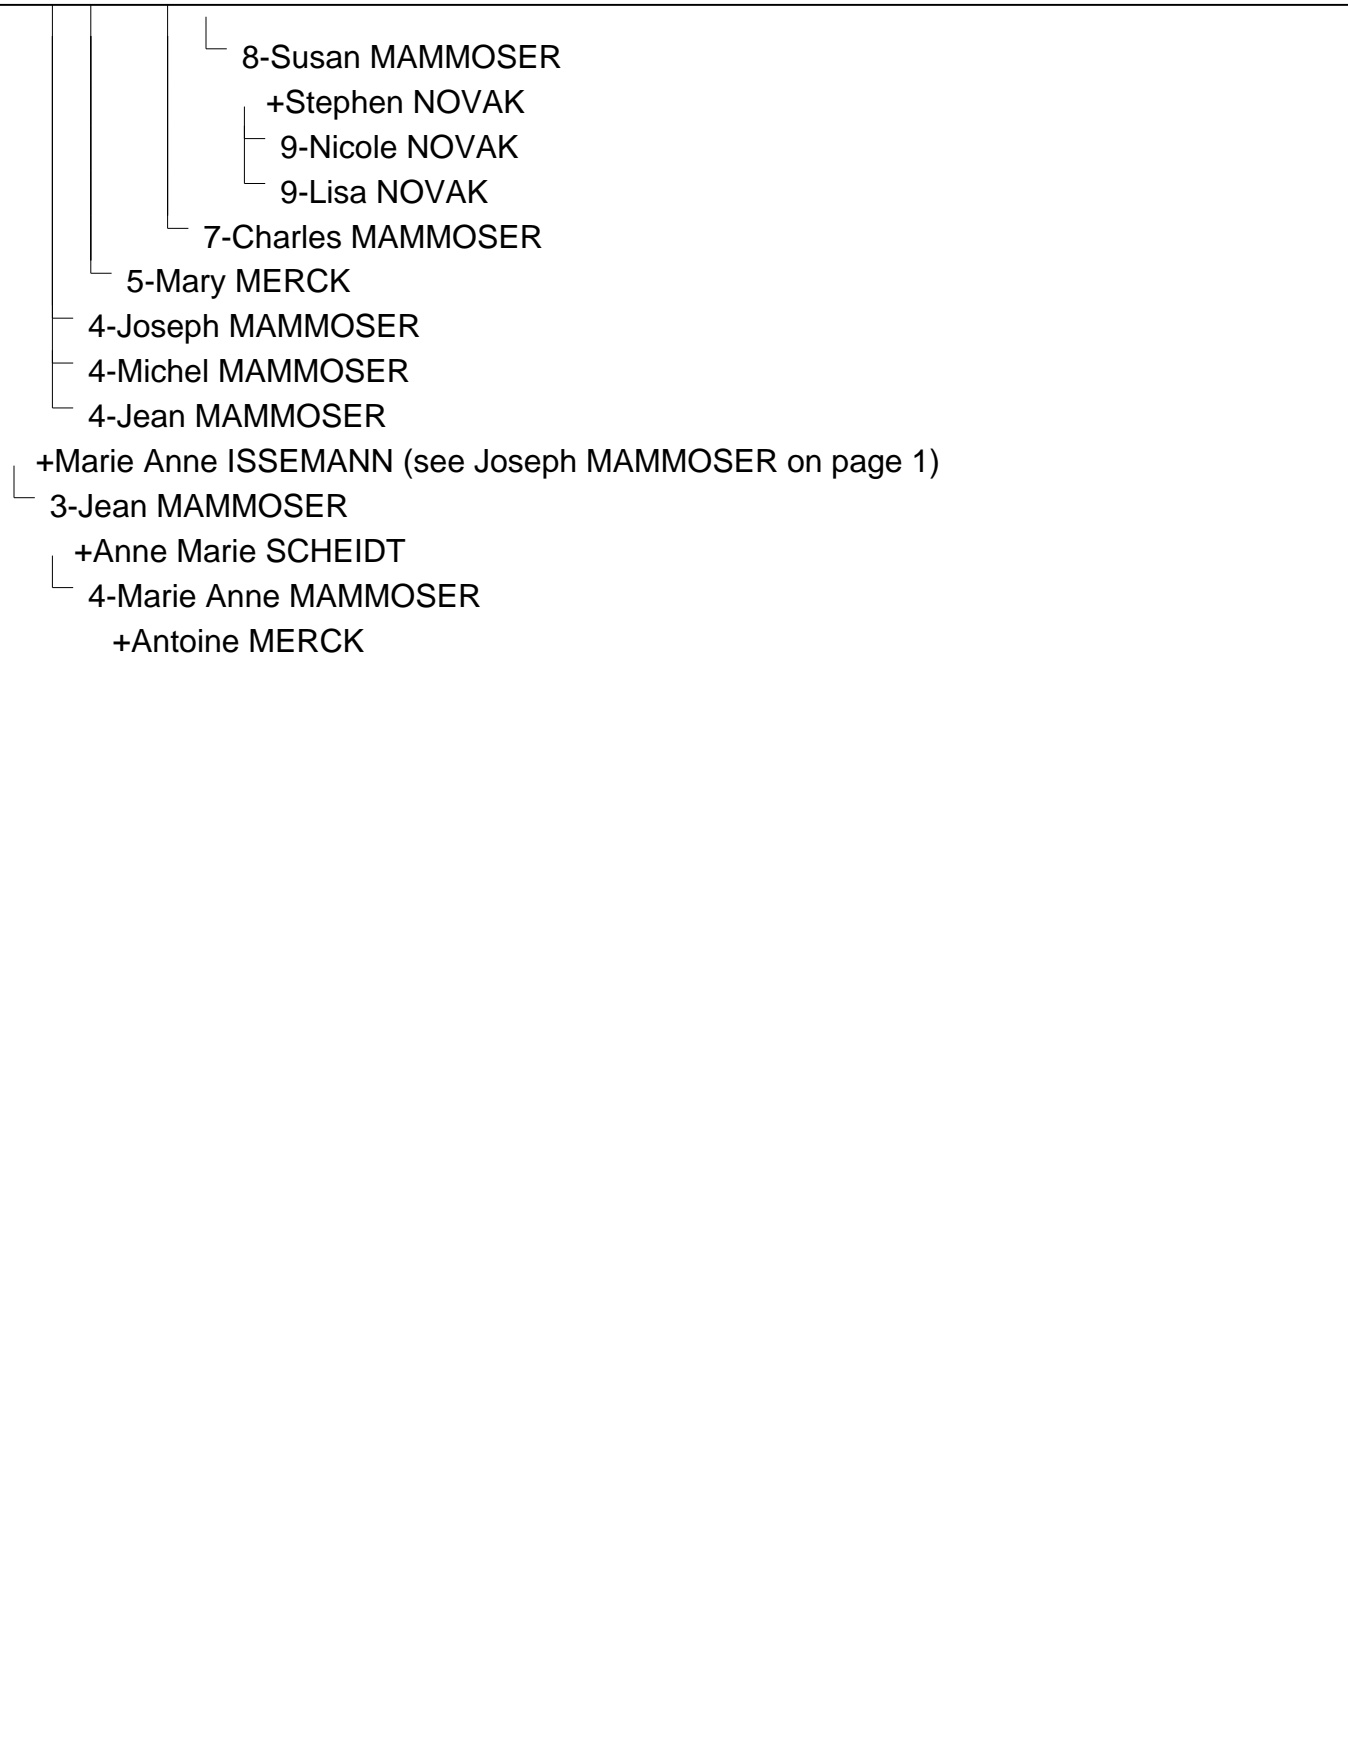 8-Susan MAMMOSER
+Stephen NOVAK
9-Nicole NOVAK
9-Lisa NOVAK
7-Charles MAMMOSER
5-Mary MERCK
4-Joseph MAMMOSER
4-Michel MAMMOSER
4-Jean MAMMOSER
+Marie Anne ISSEMANN (see Joseph MAMMOSER on page 1)
3-Jean MAMMOSER
+Anne Marie SCHEIDT
4-Marie Anne MAMMOSER
+Antoine MERCK